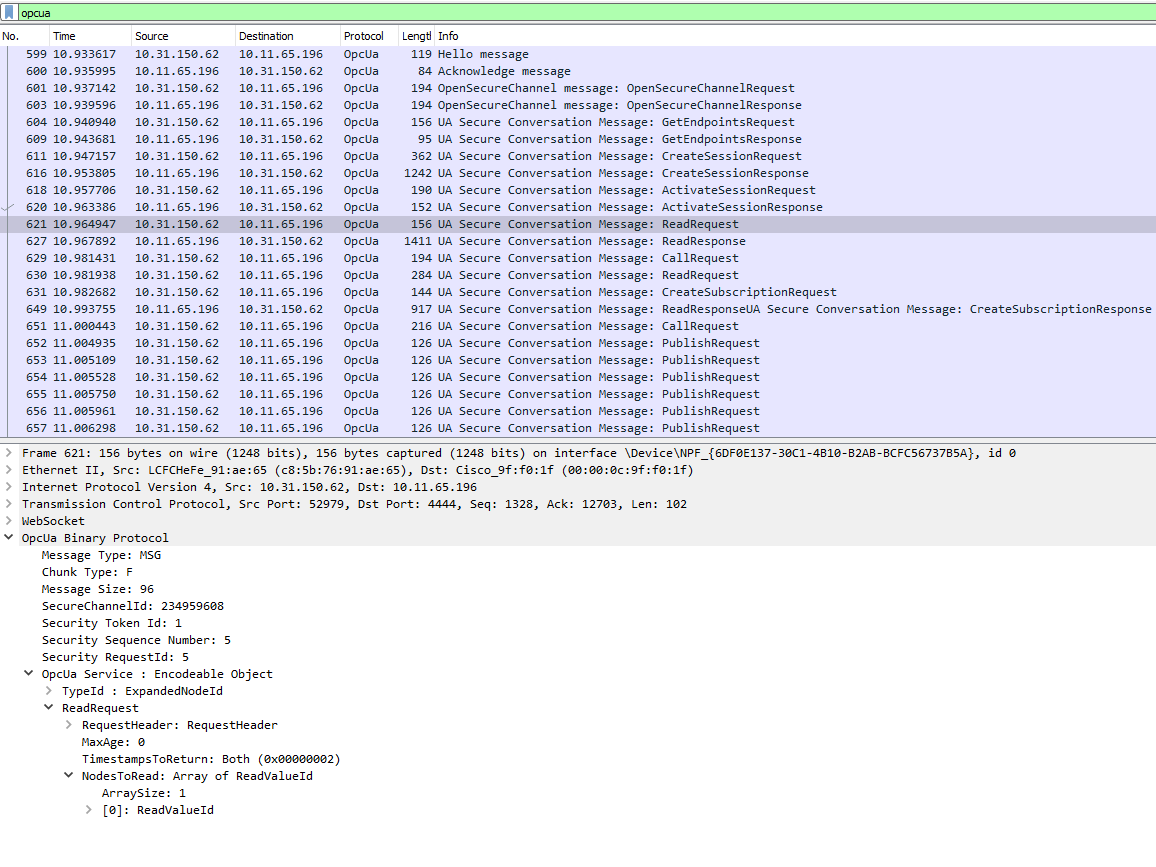 opcua
No. Time Source Destination Protocol Lengtl Info
599 10.933617 10.31.150.62 10.11.65.196 OpcUa 119 Hello message
600 10.935995 10.11.65.196 10.31.150.62 OpcUa 84 Acknowledge message
601 10.937142 10.31.150.62 10.11.65.196 OpcUa 194 OpenSecureChannel message: OpenSecureChannelRequest
603 10.939596 10.11.65.196 10.31.150.62 OpcUa 194 OpenSecureChannel message: OpenSecureChannelResponse
604 10.940940 10.31.150.62 10.11.65.196 OpcUa 156 UA Secure Conversation Message: GetEndpointsRequest
609 10.943681 10.11.65.196 10.31.150.62 OpcUa 95 UA Secure Conversation Message: GetEndpointsResponse
611 10.947157 10.31.150.62 10.11.65.196 OpcUa 362 UA Secure Conversation Message: CreateSessionRequest
616 10.953805 10.11.65.196 10.31.150.62 OpcUa 1242 UA Secure Conversation Message: CreateSessionResponse
618 10.957706 10.31.150.62 10.11.65.196 OpcUa 190 UA Secure Conversation Message: ActivateSessionRequest
620 10.963386 10.11.65.196 10.31.150.62 OpcUa 152 UA Secure Conversation Message: ActivateSessionResponse
621 10.964947 10.31.150.62 10.11.65.196 OpcUa 156 UA Secure Conversation Message: ReadRequest
627 10.967892 10.11.65.196 10.31.150.62 OpcUa 1411 UA Secure Conversation Message: ReadResponse
629 10.981431 10.31.150.62 10.11.65.196 OpcUa 194 UA Secure Conversation Message: CallRequest
630 10.981938 10.31.150.62 10.11.65.196 OpcUa 284 UA Secure Conversation Message: ReadRequest
631 10.982682 10.31.150.62 10.11.65.196 OpcUa 144 UA Secure Conversation Message: CreateSubscriptionRequest
649 10.993755 10.11.65.196 10.31.150.62 OpcUa 917 UA Secure Conversation Message: ReadResponseUA Secure Conversation Message: CreateSubscriptionResponse
651 11.000443 10.31.150.62 10.11.65.196 OpcUa 216 UA Secure Conversation Message: CallRequest
652 11.004935 10.31.150.62 10.11.65.196 OpcUa 126 UA Secure Conversation Message: PublishRequest
653 11.005109 10.31.150.62 10.11.65.196 OpcUa 126 UA Secure Conversation Message: PublishRequest
654 11.005528 10.31.150.62 10.11.65.196 OpcUa 126 UA Secure Conversation Message: PublishRequest
655 11.005750 10.31.150.62 10.11.65.196 OpcUa 126 UA Secure Conversation Message: PublishRequest
656 11.005961 10.31.150.62 10.11.65.196 OpcUa 126 UA Secure Conversation Message: PublishRequest
657 11.006298 10.31.150.62 10.11.65.196 OpcUa 126 UA Secure Conversation Message: PublishRequest
Frame 621: 156 bytes on wire (1248 bits), 156 bytes captured (1248 bits) on interface \Device\NPF_{6DF0E137-30C1-4B10-B2AB-BCFC56737B5A}, id 0
Ethernet II, Src: LCFCHeFe_91:ae:65 (c8:5b:76:91:ae:65), Dst: Cisco_9f:f0:1f (00:00:0c:9f:f0:1f)
Internet Protocol Version 4, Src: 10.31.150.62, Dst: 10.11.65.196
Transmission Control Protocol, Src Port: 52979, Dst Port: 4444, Seq: 1328, Ack: 12703, Len: 102
WebSocket
OpcUa Binary Protocol
Message Type: MSG
Chunk Type: F
Message Size: 96
SecureChannelId: 234959608
Security Token Id: 1
Security Sequence Number: 5
Security RequestId: 5
OpcUa Service : Encodeable Object
TypeId : ExpandedNodeId
ReadRequest
RequestHeader: RequestHeader
MaxAge: 0
TimestampsToReturn: Both (0x00000002)
NodesToRead: Array of ReadValueId
ArraySize: 1
[0]: ReadValueId